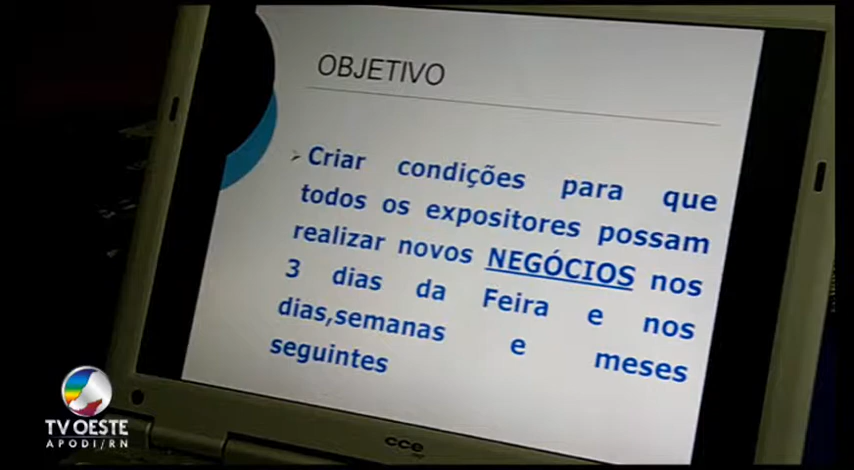 OBJETIVO
Criar condições para que
todos os expositores possam
realizar novos NEGÓCIOS nos
3 dias da Feira e nos
dias,semanas e meses
seguintes
cce
TV OESTE
APODI/RN